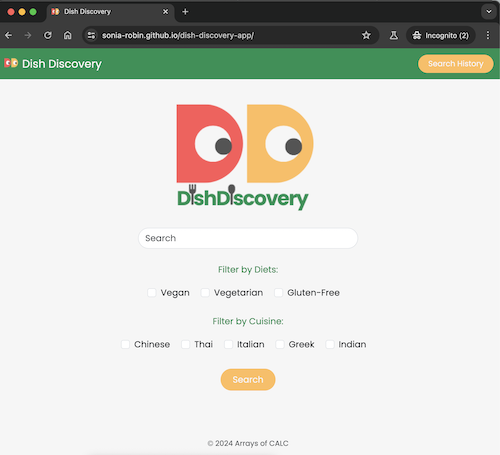 Dish Discovery
sonia-robin.github.io/dish-discovery-app/
Incognito (2)
Dish Discovery
Search History
DishDiscovery
Search
Filter by Diets:
Vegan Vegetarian Gluten-Free
Filter by Cuisine:
Chinese Thai Italian Greek Indian
Search
© 2024 Arrays of CALC